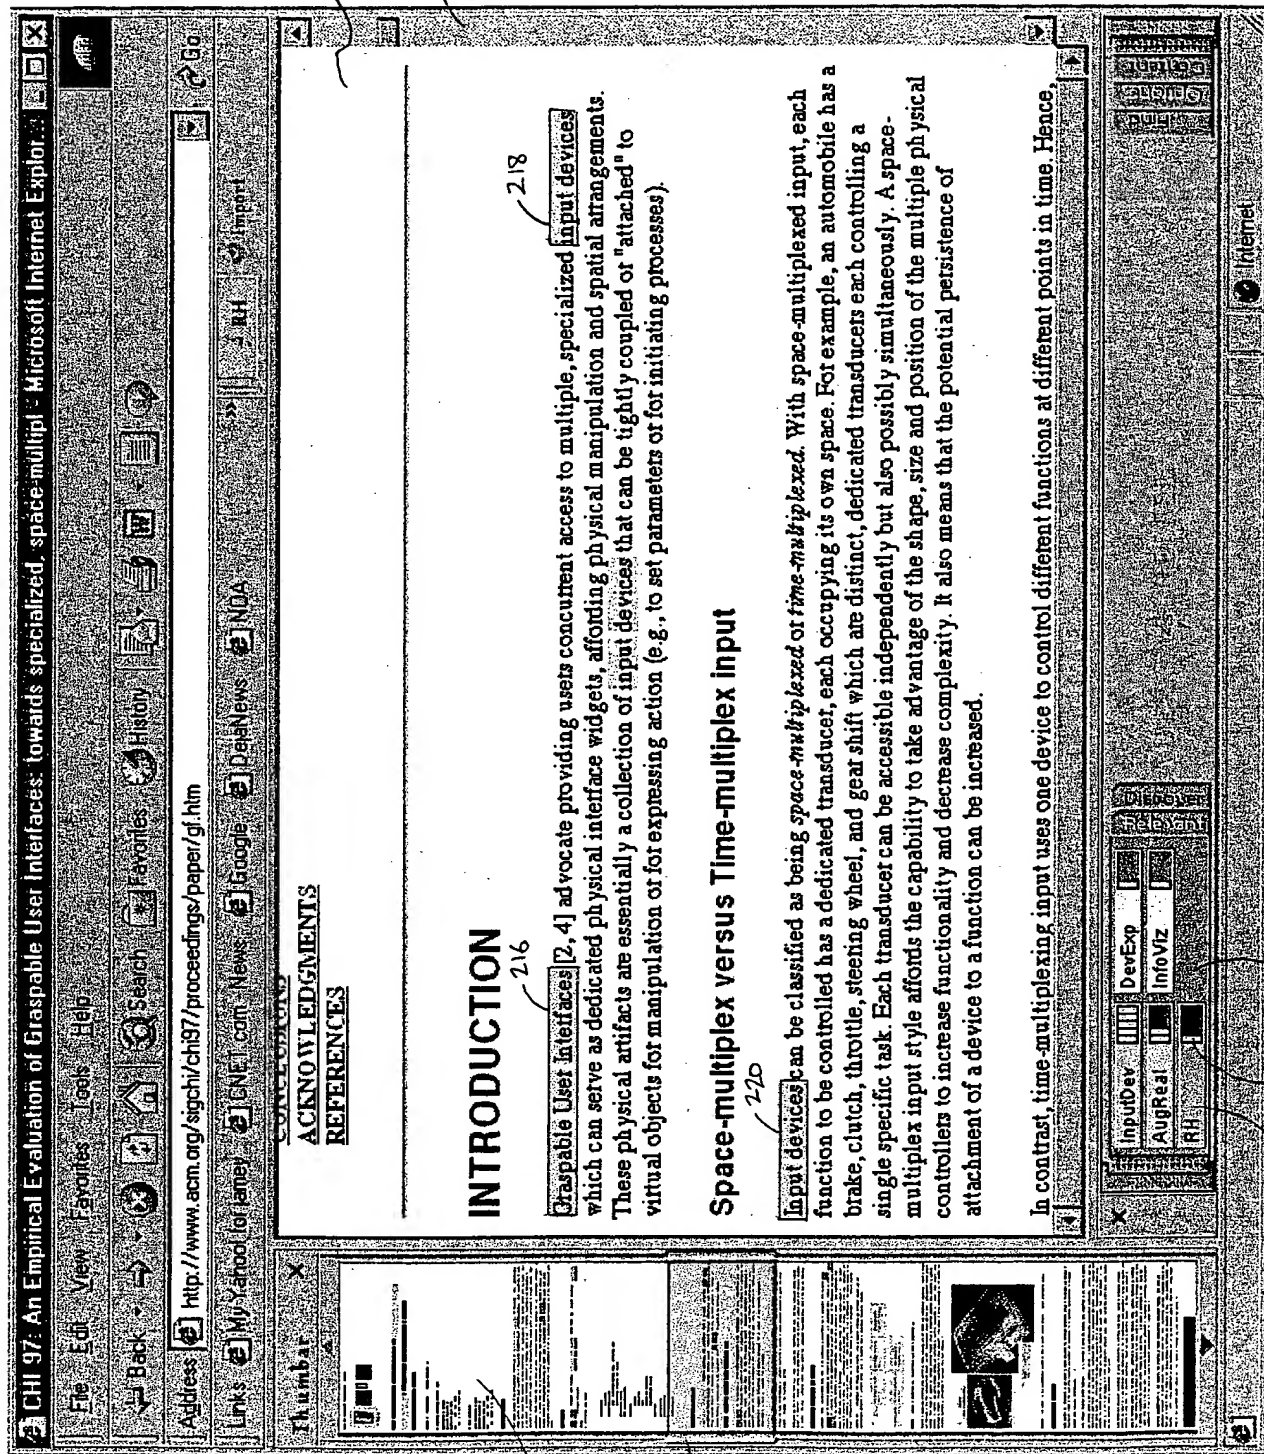 CHI 97: An Empirical Evaluation of Graspable User Interfaces: towards specialized, space-multipl - Microsoft Internet Explor...
File Edit View Favorites Tools Help
Back Search Favorites History
Address http://www.acm.org/sigchi/chi97/proceedings/paper/gf.htm Go
Links My Yahoo! for Jamey CNET.com News Google DejaNews NDA » RH Import
Thumbar X
ACKNOWLEDGMENTS
REFERENCES
INTRODUCTION
216
218
Graspable User Interfaces [2, 4] advocate providing users concurrent access to multiple, specialized input devices
which can serve as dedicated physical interface widgets, affording physical manipulation and spatial arrangements.
These physical artifacts are essentially a collection of input devices that can be tightly coupled or "attached" to
virtual objects for manipulation or for expressing action (e.g., to set parameters or for initiating processes).
Space-multiplex versus Time-multiplex input
220
Input devices can be classified as being space-multiplexed or time-multiplexed. With space-multiplexed input, each
function to be controlled has a dedicated transducer, each occupying its own space. For example, an automobile has a
brake, clutch, throttle, steering wheel, and gear shift which are distinct, dedicated transducers each controlling a
single specific task. Each transducer can be accessible independently but also possibly simultaneously. A space-
multiplex input style affords the capability to take advantage of the shape, size and position of the multiple physical
controllers to increase functionality and decrease complexity. It also means that the potential persistence of
attachment of a device to a function can be increased.
In contrast, time-multiplexing input uses one device to control different functions at different points in time. Hence,
X
InputDev DevExp
AugReal InfoViz
RH
Relevant Discover
Internet